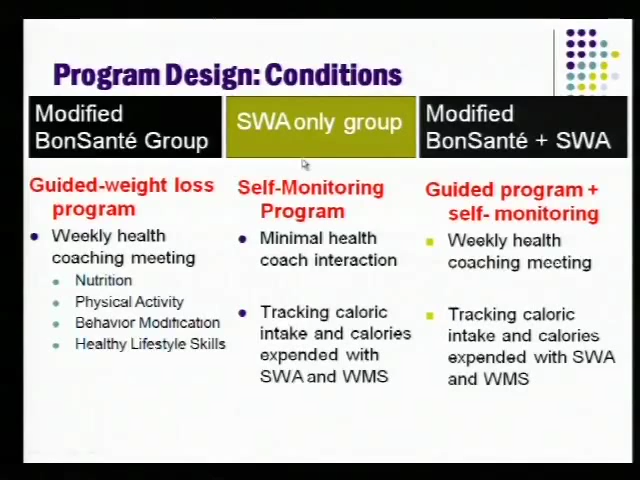 Program Design: Conditions
Modified
BonSanté Group
SWA only group
Modified
BonSanté + SWA
Guided-weight loss
program
Weekly health
coaching meeting
Nutrition
Physical Activity
Behavior Modification
Healthy Lifestyle Skills
Self-Monitoring
Program
Minimal health
coach interaction
Tracking caloric
intake and calories
expended with
SWA and WMS
Guided program +
self- monitoring
Weekly health
coaching meeting
Tracking caloric
intake and calories
expended with SWA
and WMS